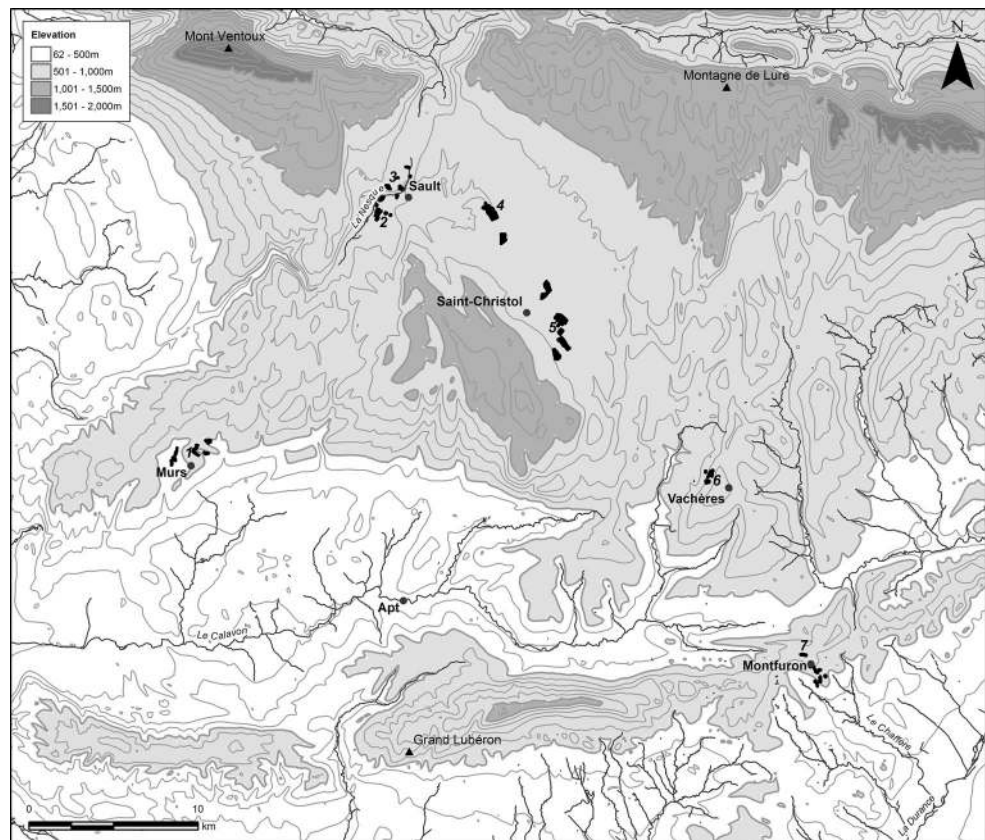 Elevation
62 - 500m
501 - 1,000m
1,001 - 1,500m
1,501 - 2,000m
Mont Ventoux
Montagne de Lure
N
3
Sault
La Nesque
2
4
Saint-Christol
5
1
Murs
6
Vachères
Apt
Le Calavon
7
Montfuron
Le Chaffère
Grand Lubéron
La Durance
0
10
km